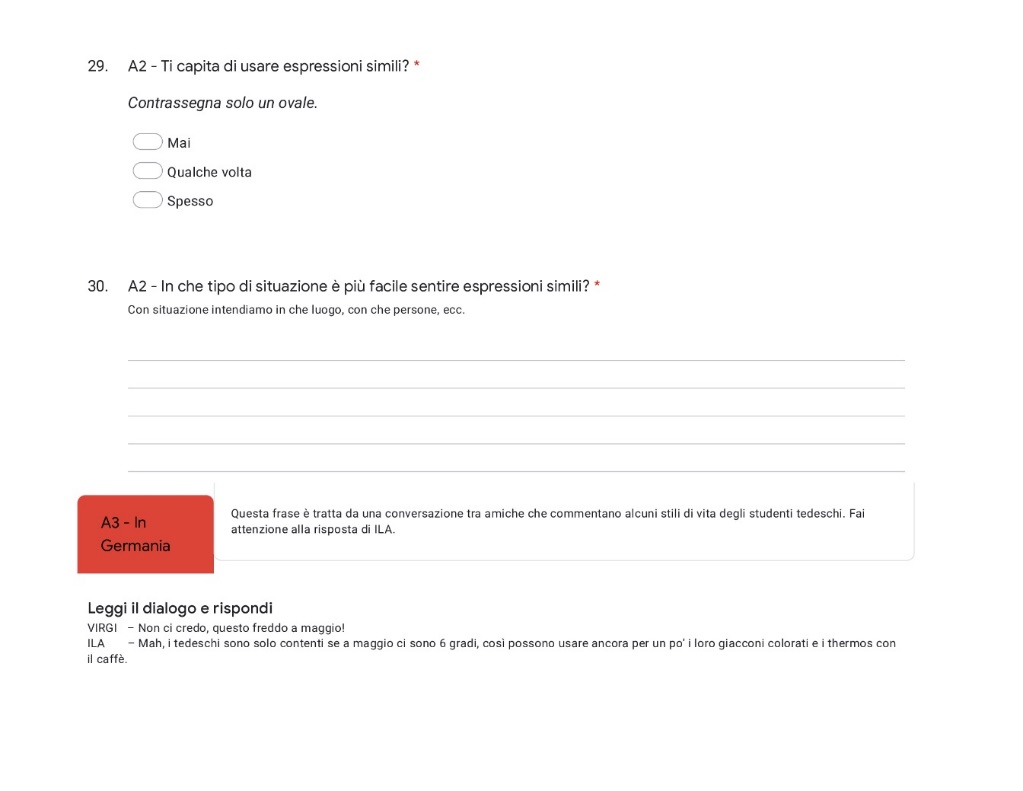 29. A2 - Ti capita di usare espressioni simili? *
Contrassegna solo un ovale.
Mai
Qualche volta
Spesso
30. A2 - In che tipo di situazione è più facile sentire espressioni simili? *
Con situazione intendiamo in che luogo, con che persone, ecc.
A3 - In
Germania
Questa frase è tratta da una conversazione tra amiche che commentano alcuni stili di vita degli studenti tedeschi. Fai
attenzione alla risposta di ILA.
Leggi il dialogo e rispondi
VIRGI – Non ci credo, questo freddo a maggio!
ILA – Mah, i tedeschi sono solo contenti se a maggio ci sono 6 gradi, così possono usare ancora per un po' i loro giacconi colorati e i thermos con
il caffè.